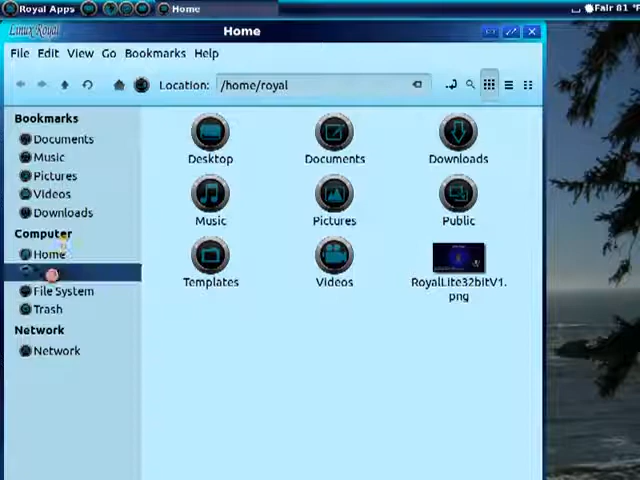 Royal Apps Home Fair 81 °F
Linux Royal Home
File Edit View Go Bookmarks Help
Location: /home/royal
Bookmarks
Documents
Music
Pictures
Videos
Downloads
Computer
Home
File System
Trash
Network
Network
Desktop Documents Downloads
Music Pictures Public
Templates Videos RoyalLite32bitV1.
png